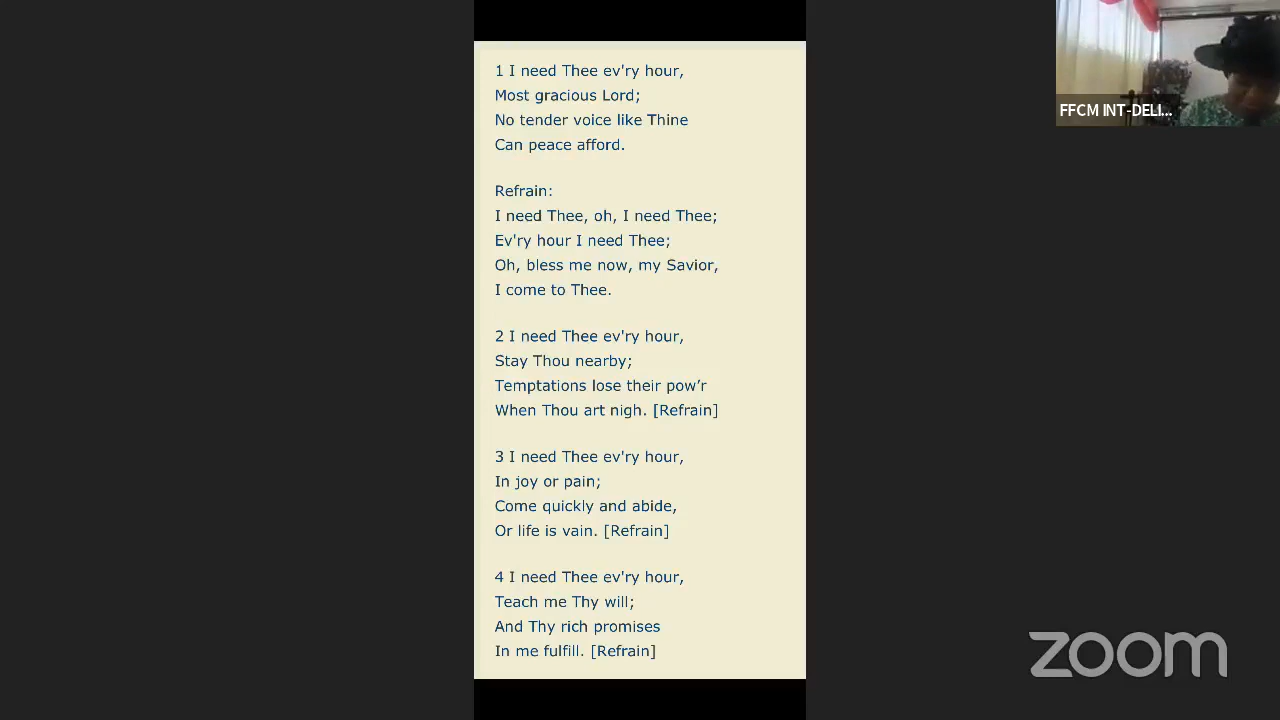 1 I need Thee ev'ry hour,
Most gracious Lord;
No tender voice like Thine
Can peace afford.
Refrain:
I need Thee, oh, I need Thee;
Ev'ry hour I need Thee;
Oh, bless me now, my Savior,
I come to Thee.
2 I need Thee ev'ry hour,
Stay Thou nearby;
Temptations lose their pow’r
When Thou art nigh. [Refrain]
3 I need Thee ev'ry hour,
In joy or pain;
Come quickly and abide,
Or life is vain. [Refrain]
4 I need Thee ev'ry hour,
Teach me Thy will;
And Thy rich promises
In me fulfill. [Refrain]
FFCM INT-DELI...
zoom